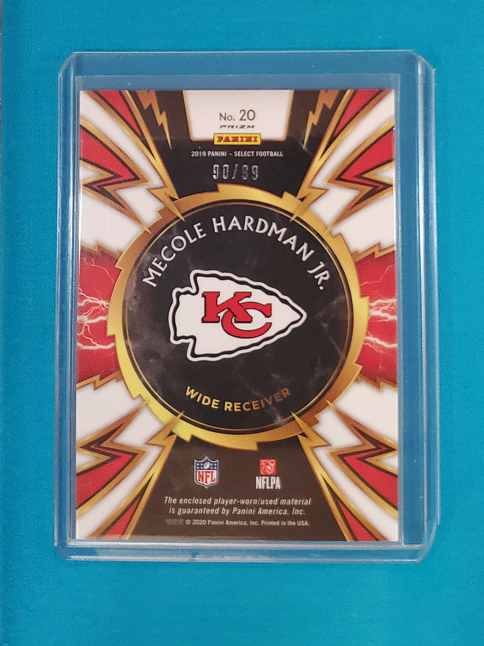 No. 20
PRIZM
PANINI
2019 PANINI – SELECT FOOTBALL
90/99
MECOLE HARDMAN JR.
KC
WIDE RECEIVER
NFL
NFLPA
The enclosed player-worn/used material
is guaranteed by Panini America, Inc.
© 2020 Panini America, Inc. Printed in the USA.